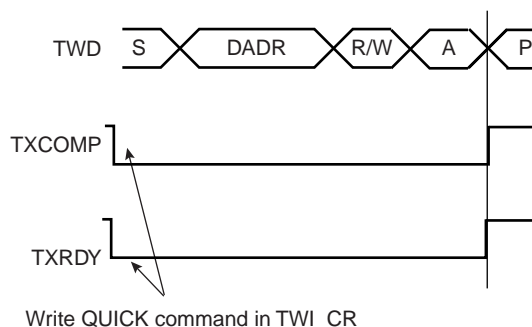 TWD S DADR R/W A P
TXCOMP
TXRDY
Write QUICK command in TWI_CR